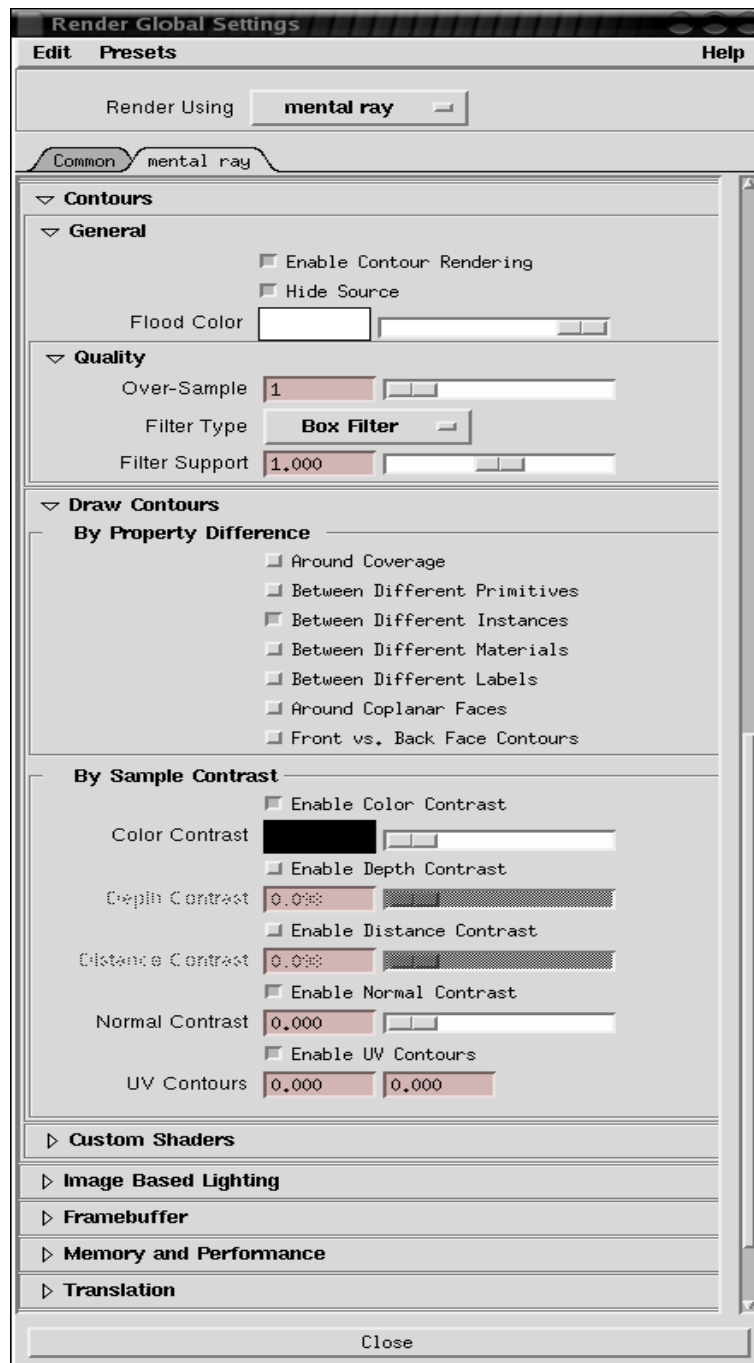 Render Global Settings
Edit Presets Help
Render Using mental ray
Common mental ray
Contours
General
Enable Contour Rendering
Hide Source
Flood Color
Quality
Over-Sample 1
Filter Type Box Filter
Filter Support 1.000
Draw Contours
By Property Difference
Around Coverage
Between Different Primitives
Between Different Instances
Between Different Materials
Between Different Labels
Around Coplanar Faces
Front vs. Back Face Contours
By Sample Contrast
Enable Color Contrast
Color Contrast
Enable Depth Contrast
Depth Contrast
Enable Distance Contrast
Distance Contrast
Enable Normal Contrast
Normal Contrast 0.000
Enable UV Contours
UV Contours 0.000 0.000
Custom Shaders
Image Based Lighting
Framebuffer
Memory and Performance
Translation
Close